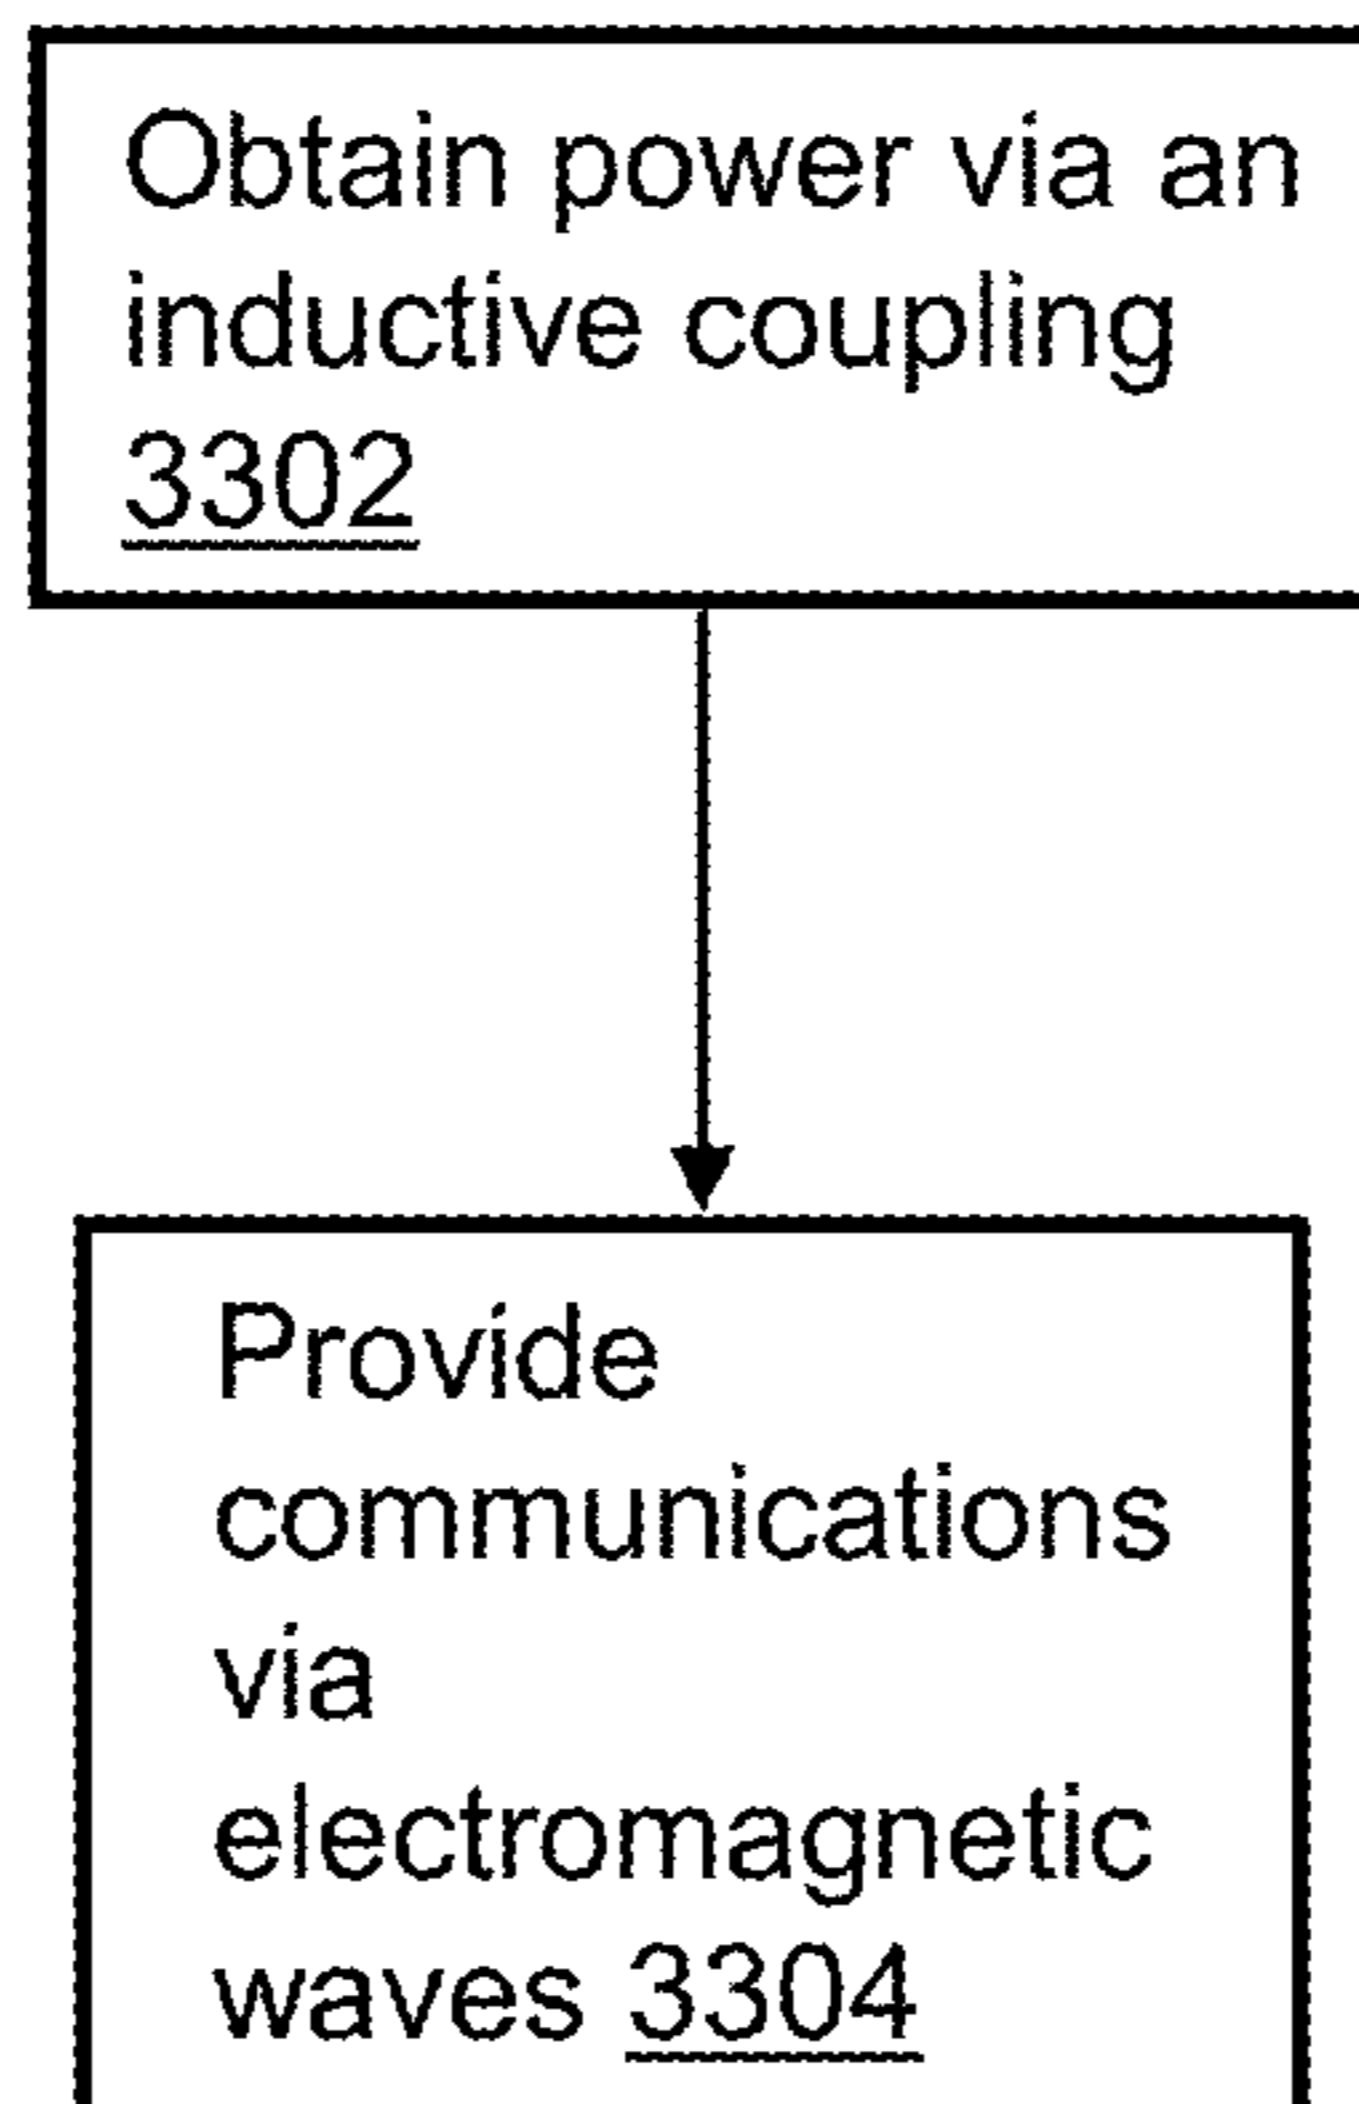 Obtain power via an
inductive coupling
3302
Provide
communications
via
electromagnetic
waves 3304